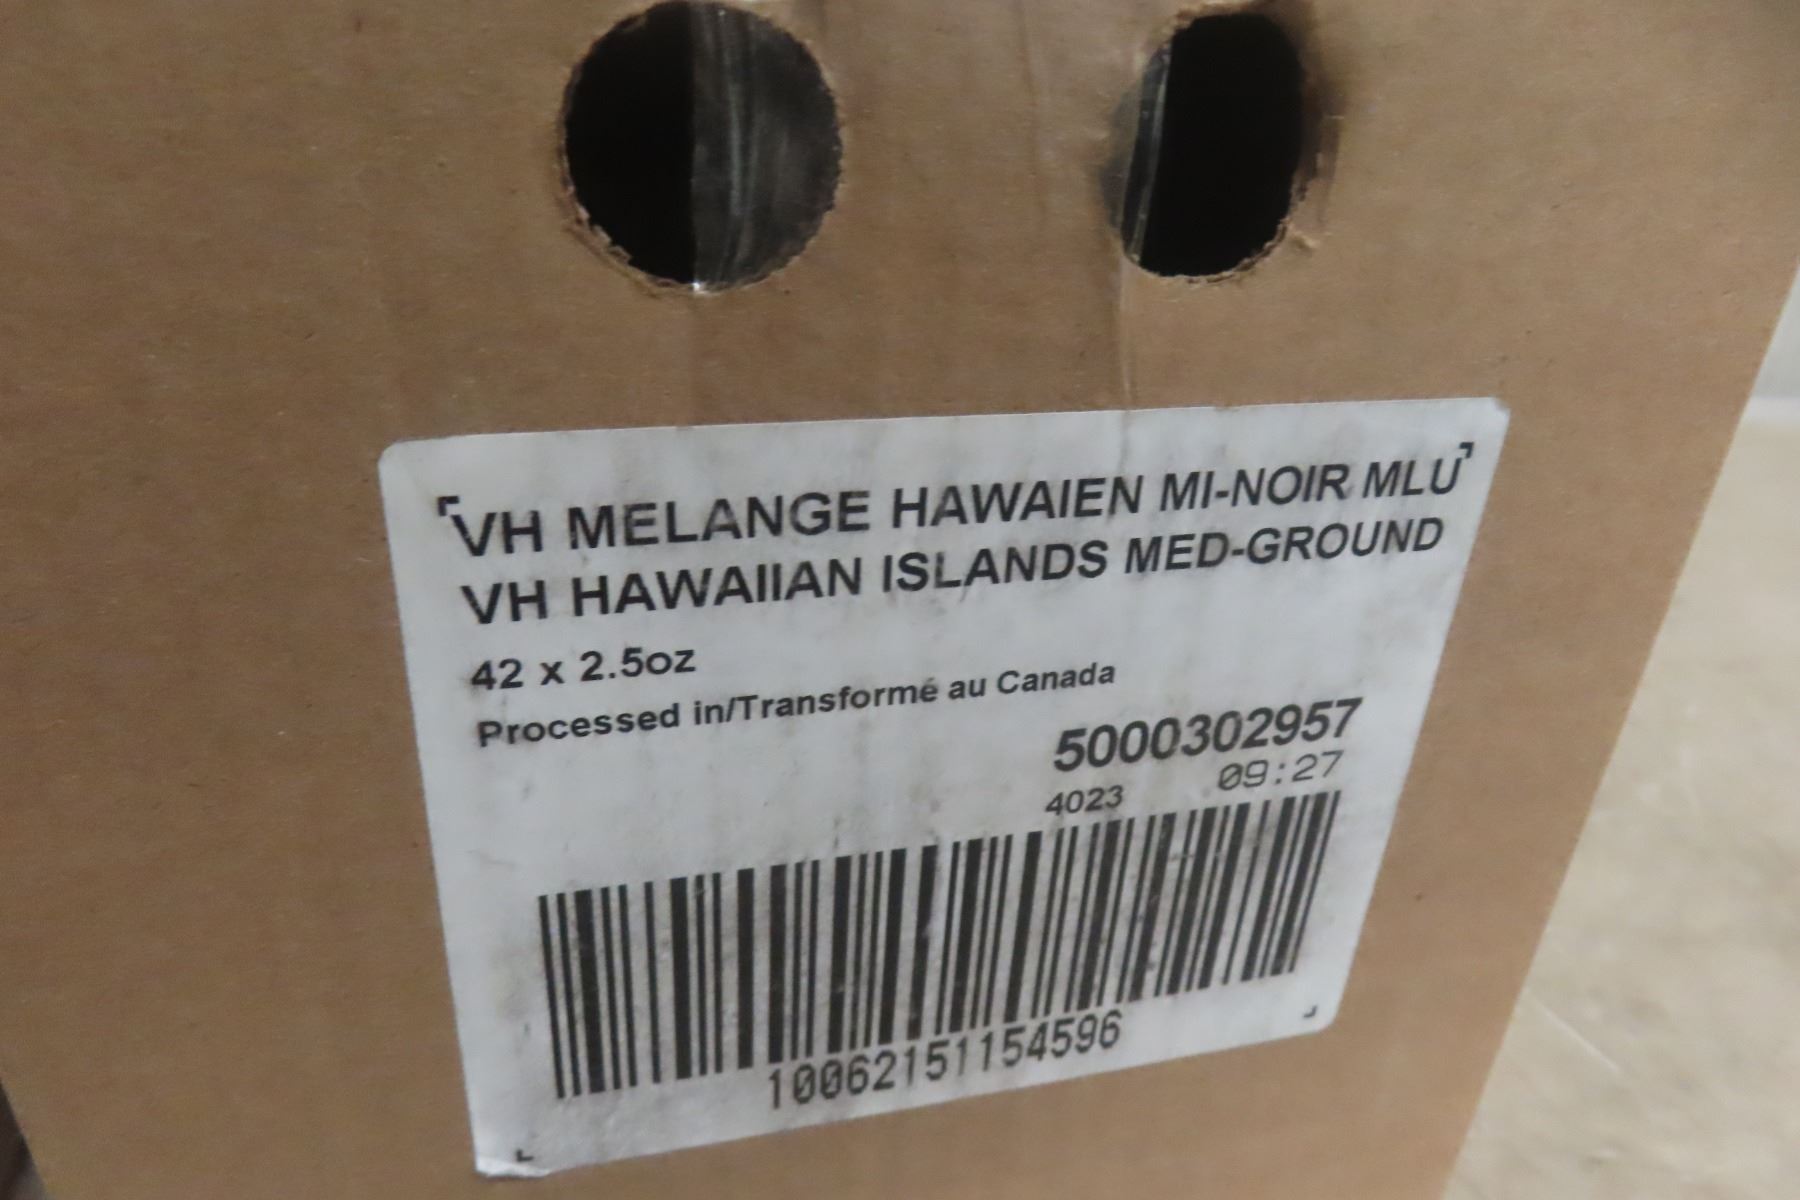 VH MELANGE HAWAIEN MI-NOIR MLU
VH HAWAIIAN ISLANDS MED-GROUND
42 x 2.5oz
Processed in/Transformé au Canada
5000302957
4023 09:27
10062151154596